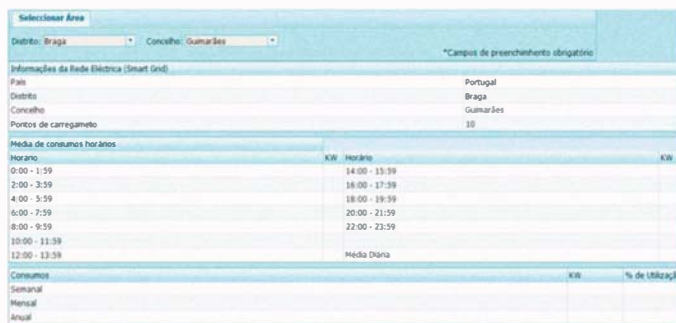 Seleccionar Área
Distrito: Braga Concelho: Guimarães
*Campos de preenchimhento obrigatório
Informações da Rede Eléctrica (Smart Grid)
País Portugal
Distrito Braga
Concelho Guimarães
Pontos de carregameto 10
Média de consumos horários
Horário KW Horário KW
0:00 - 1:59 14:00 - 15:59
2:00 - 3:59 16:00 - 17:59
4:00 - 5:59 18:00 - 19:59
6:00 - 7:59 20:00 - 21:59
8:00 - 9:59 22:00 - 23:59
10:00 - 11:59
12:00 - 13:59 Média Diária
Consumos KW % de Utilizaçã
Semanal
Mensal
Anual